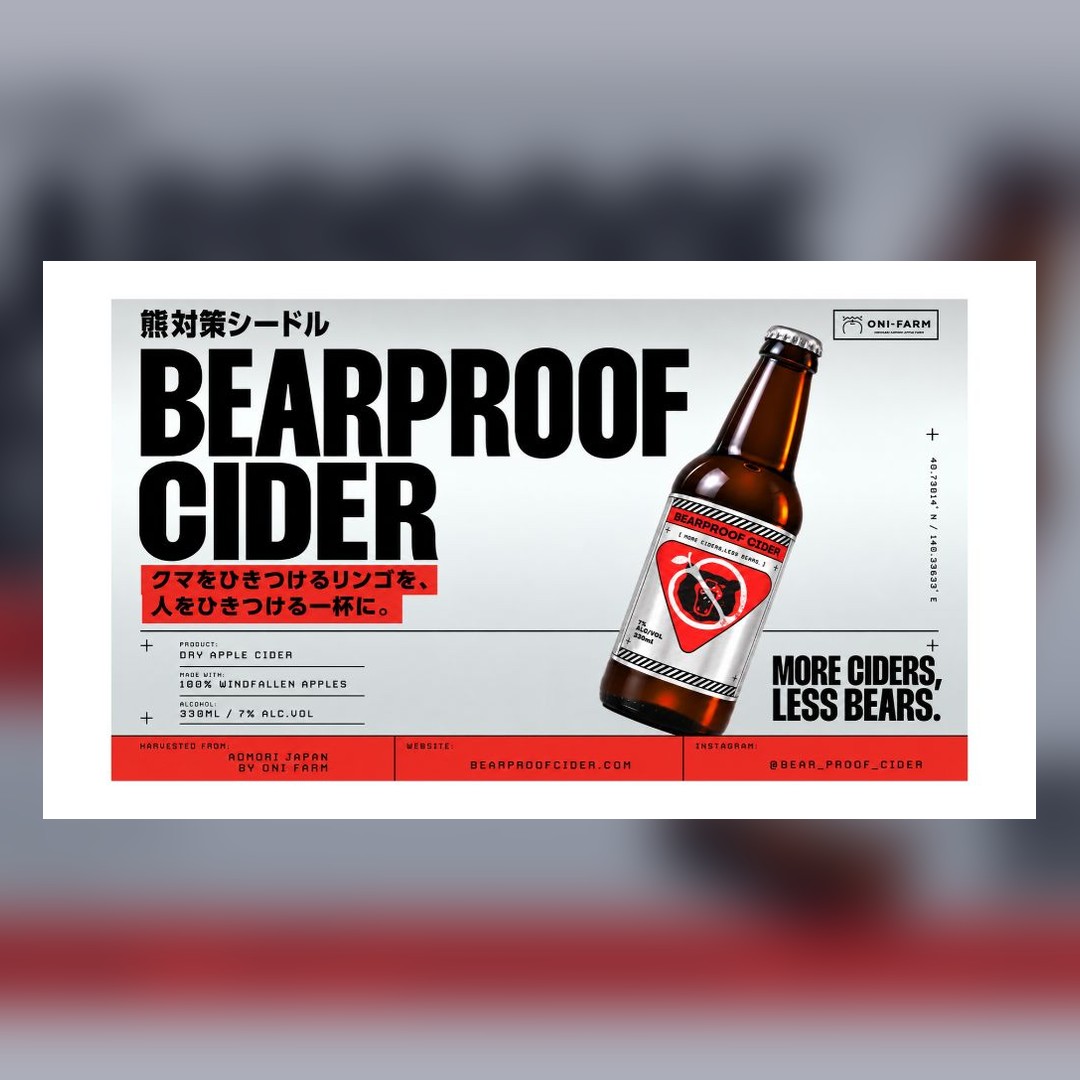 熊対策シードル
BEARPROOF
CIDER
クマをひきつけるリンゴを、
人をひきつける一杯に。
PRODUCT:
DRY APPLE CIDER
MADE WITH:
100% WINDFALLEN APPLES
ALCOHOL:
330ML / 7% ALC.VOL
ONI-FARM
40.73014° N / 140.33633° E
BEARPROOF CIDER
[ MORE CIDERS, LESS BEARS. ]
7%
ALC/VOL
330ml
MORE CIDERS,
LESS BEARS.
HARVESTED FROM:
AOMORI JAPAN
BY ONI FARM
WEBSITE:
BEARPROOFCIDER.COM
INSTAGRAM:
@BEAR_PROOF_CIDER